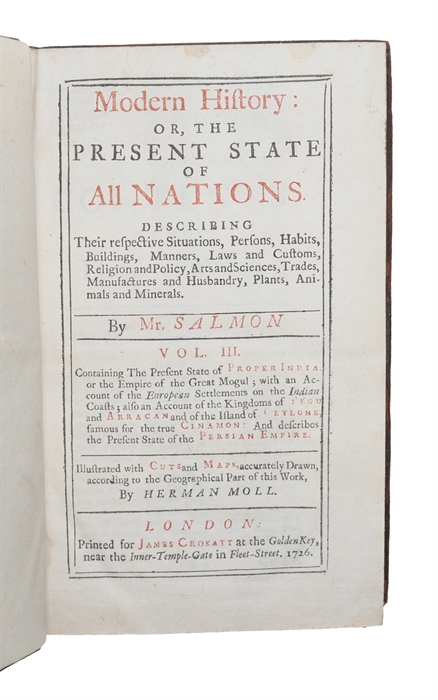 Modern Hiſtory:
OR, THE
PRESENT STATE
OF
All NATIONS.
DESCRIBING
Their reſpective Situations, Perſons, Habits,
Buildings, Manners, Laws and Cuſtoms,
Religion and Policy, Arts and Sciences, Trades,
Manufactures and Husbandry, Plants, Ani-
mals and Minerals.
By Mr. SALMON
VOL. III.
Containing The Preſent State of PROPER INDIA
or the Empire of the Great Mogul; with an Ac-
count of the European Settlements on the Indian
Coaſts; alſo an Account of the Kingdoms of PEGU
and ARRACAN and of the Iſland of CEYLONE,
famous for the true CINAMON: And deſcribes
the Preſent State of the PERSIAN EMPIRE.
Illuſtrated with CUTS and MAPS, accurately Drawn,
according to the Geographical Part of this Work,
By HERMAN MOLL.
LONDON:
Printed for JAMES CROKATT at the Golden Key,
near the Inner-Temple-Gate in Fleet-Street. 1726.